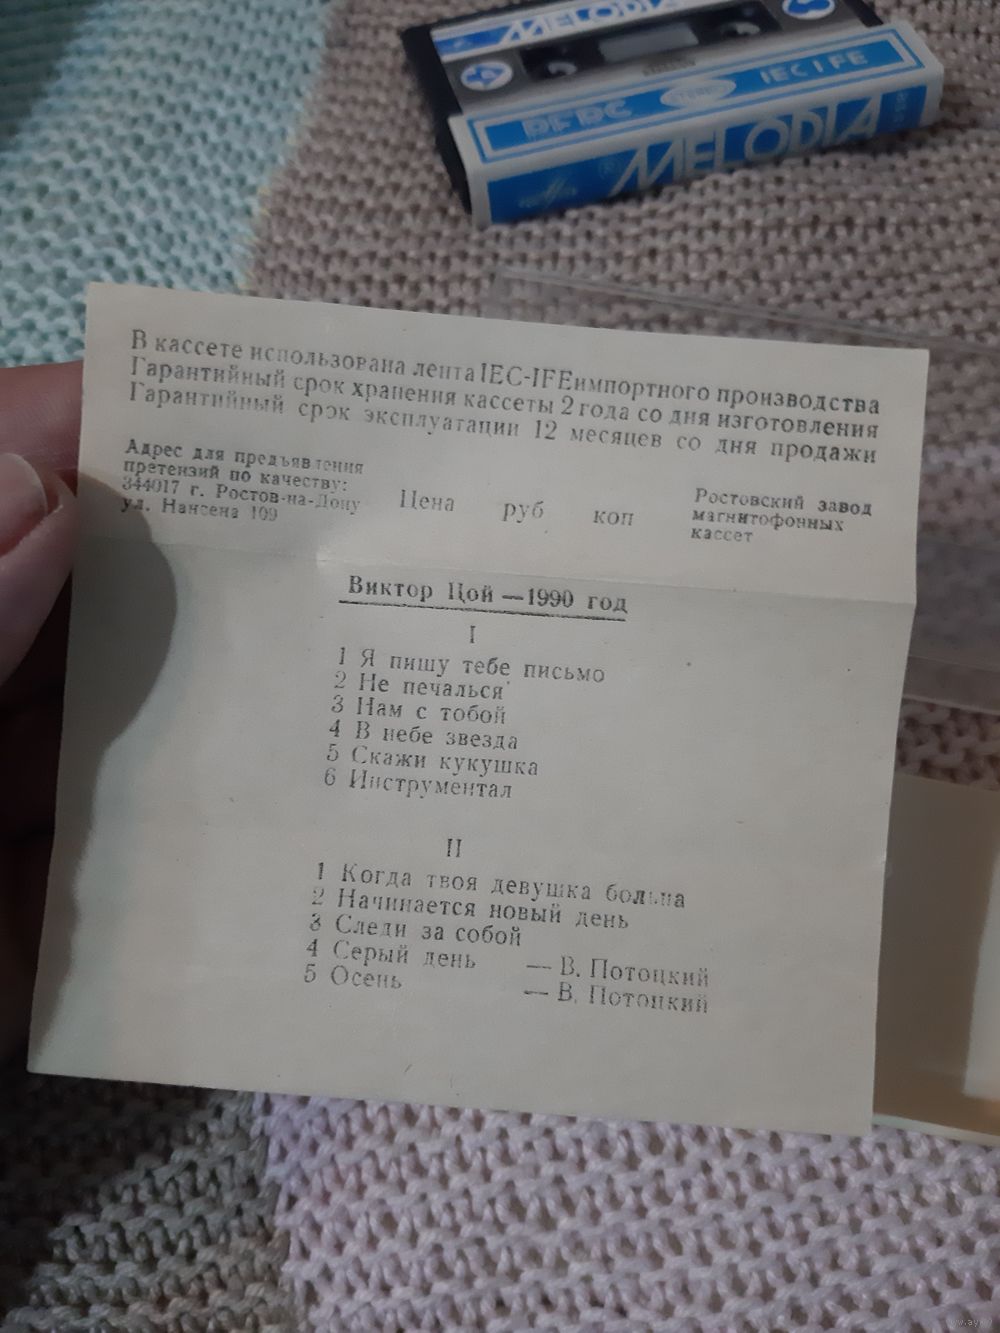 MELODIA
IEC I FE
MELODIA
В кассете использована лента IEC-IFE импортного производства
Гарантийный срок хранения кассеты 2 года со дня изготовления
Гарантийный срок эксплуатации 12 месяцев со дня продажи
Адрес для предъявления
претензий по качеству:
344017 г. Ростов-на-Дону
ул. Нансена 109
Цена руб коп
Ростовский завод
магнитофонных
кассет
Виктор Цой — 1990 год
I
1 Я пишу тебе письмо
2 Не печалься
3 Нам с тобой
4 В небе звезда
5 Скажи кукушка
6 Инструментал
II
1 Когда твоя девушка больна
2 Начинается новый день
3 Следи за собой
4 Серый день — В. Потоцкий
5 Осень — В. Потоцкий